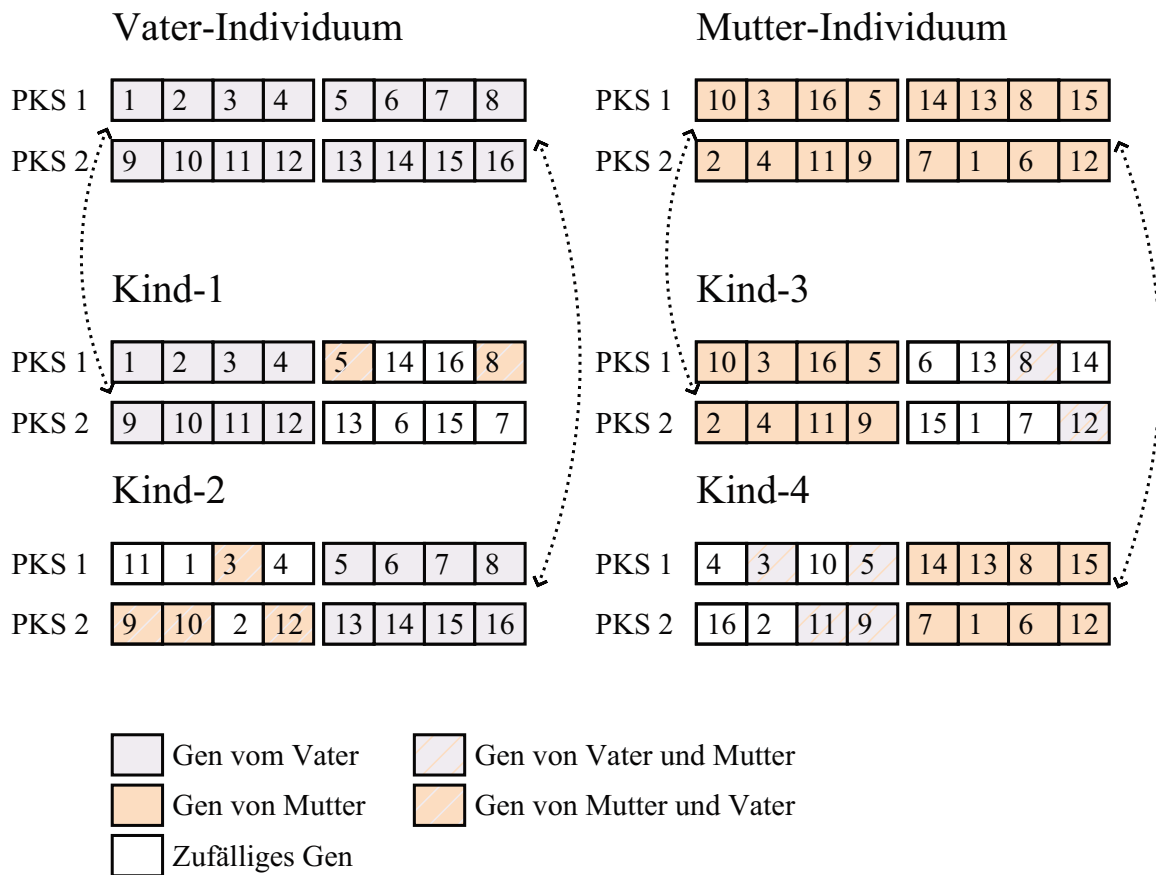 Vater-Individuum Mutter-Individuum
PKS 1 1 2 3 4 5 6 7 8 PKS 1 10 3 16 5 14 13 8 15
PKS 2 9 10 11 12 13 14 15 16 PKS 2 2 4 11 9 7 1 6 12
Kind-1 Kind-3
PKS 1 1 2 3 4 5 14 16 8 PKS 1 10 3 16 5 6 13 8 14
PKS 2 9 10 11 12 13 6 15 7 PKS 2 2 4 11 9 15 1 7 12
Kind-2 Kind-4
PKS 1 11 1 3 4 5 6 7 8 PKS 1 4 3 10 5 14 13 8 15
PKS 2 9 10 2 12 13 14 15 16 PKS 2 16 2 11 9 7 1 6 12
Gen vom Vater Gen von Vater und Mutter
Gen von Mutter Gen von Mutter und Vater
Zufälliges Gen